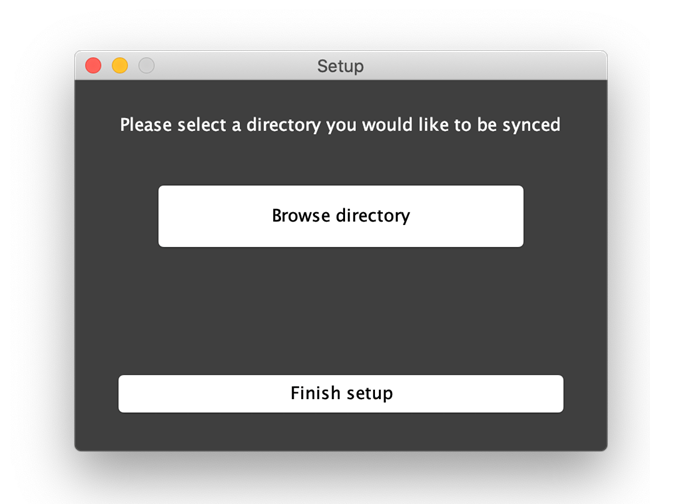 Setup
Please select a directory you would like to be synced
Browse directory
Finish setup